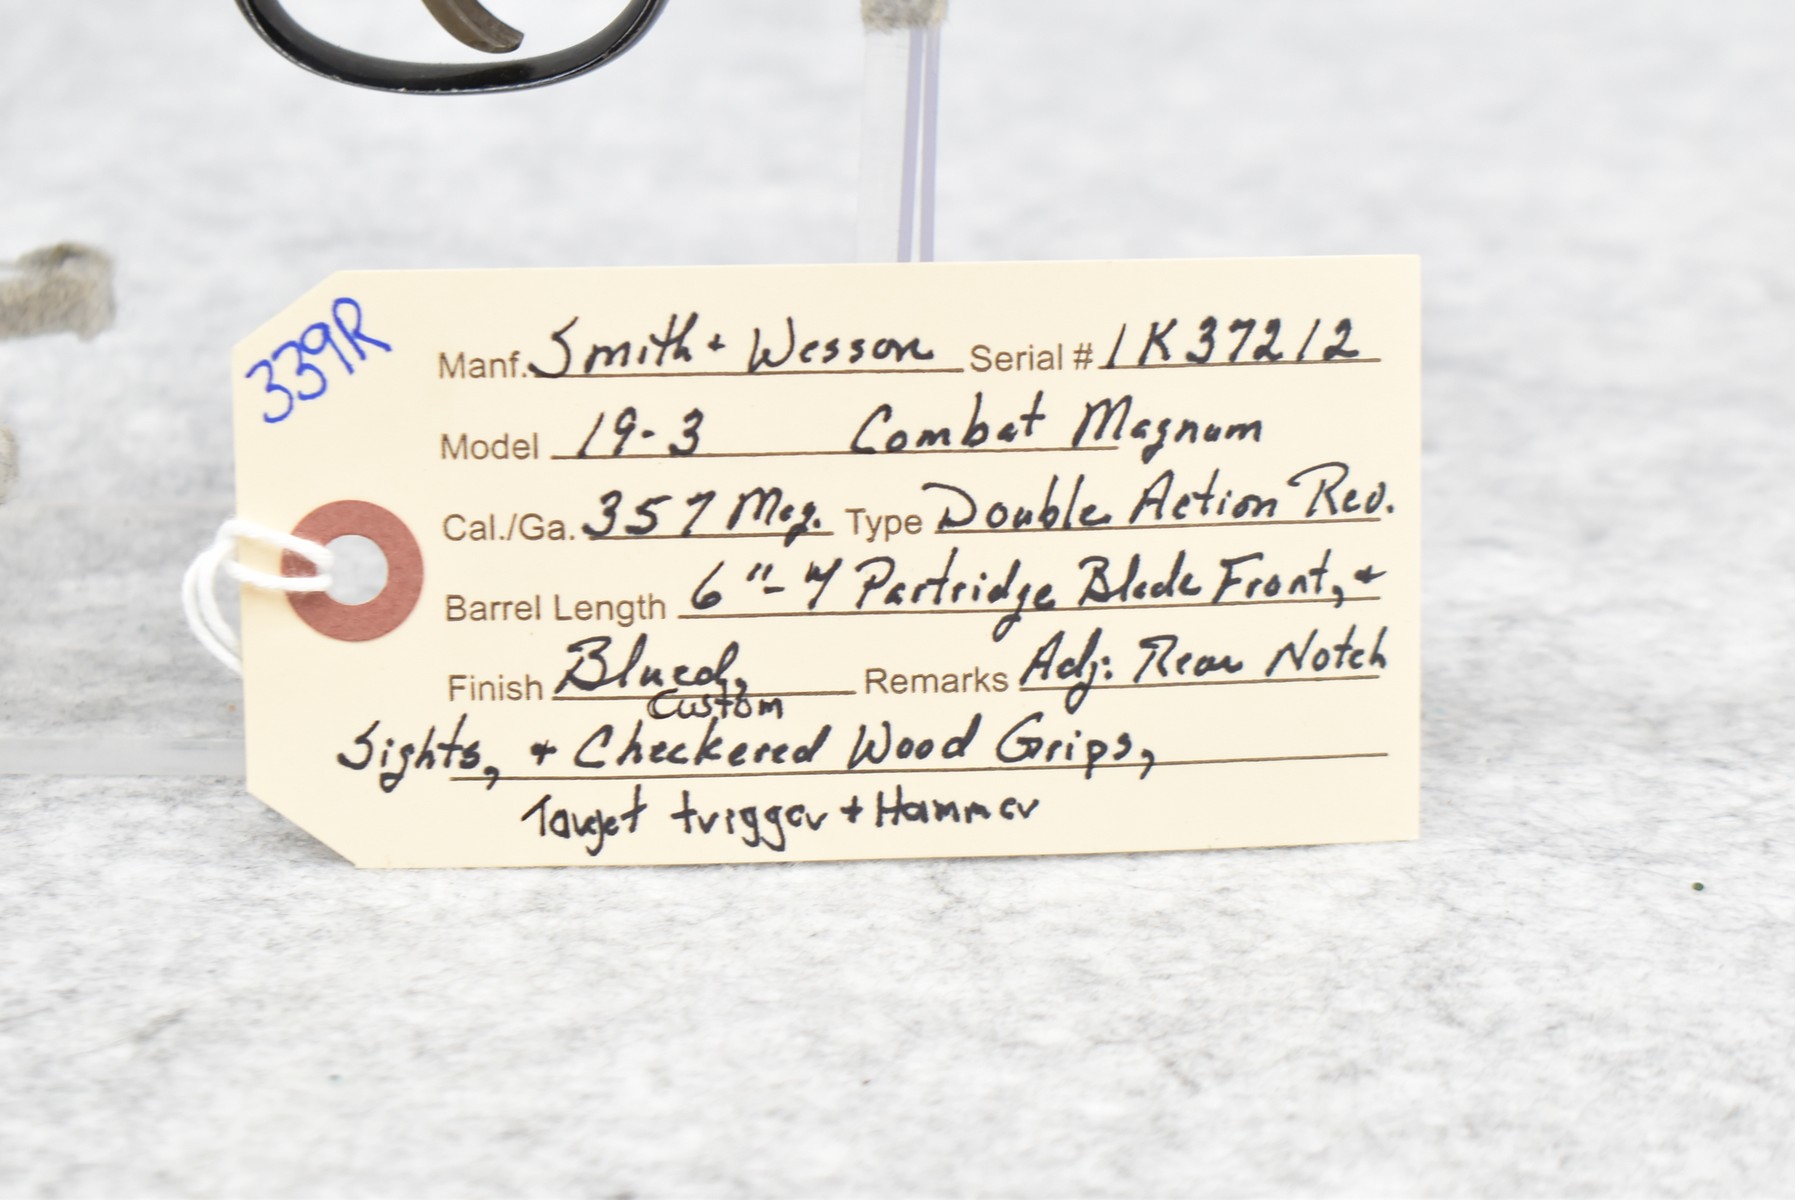 339R
Manf. Smith + Wesson Serial # 1K37212
Model 19-3 Combat Magnum
Cal./Ga. 357 Mag. Type Double Action Rev.
Barrel Length 6"- w/ Partridge Blade Front, +
Finish Blued, Remarks Adj. Rear Notch
Custom
Sights, + Checkered Wood Grips,
Target trigger + Hammer